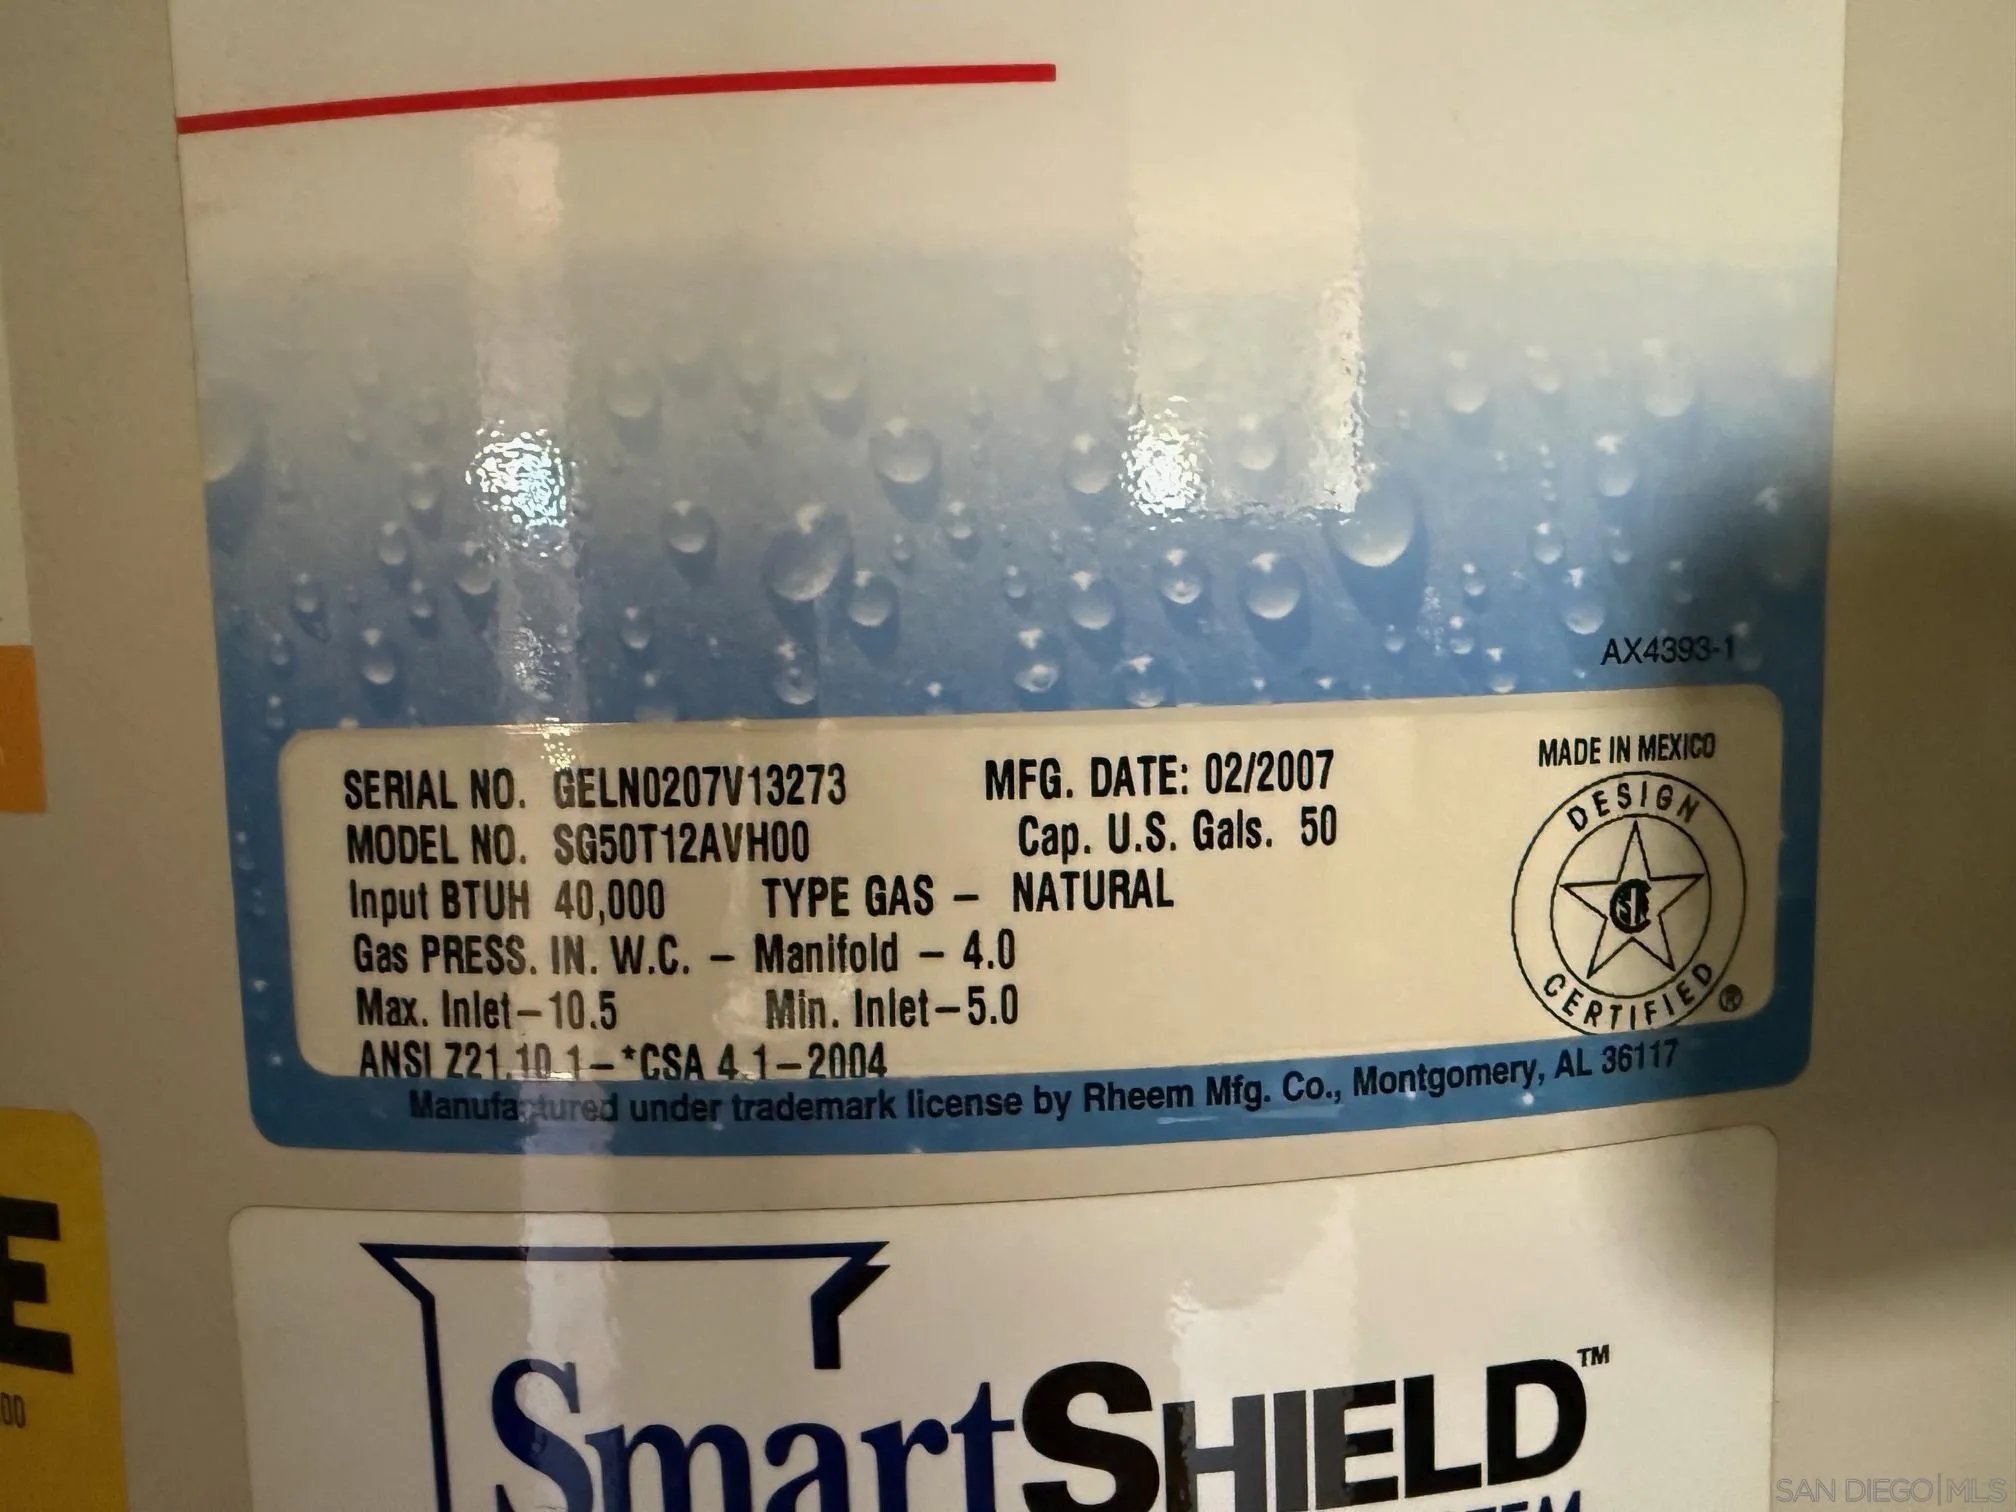 AX4393-1
MADE IN MEXICO
SERIAL NO. GELN0207V13273 MFG. DATE: 02/2007
MODEL NO. SG50T12AVH00 Cap. U.S. Gals. 50
Input BTUH 40,000 TYPE GAS – NATURAL
Gas PRESS. IN. W.C. – Manifold – 4.0
Max. Inlet–10.5 Min. Inlet–5.0
ANSI Z21.10.1–*CSA 4.1–2004
DESIGN
CERTIFIED ®
Manufactured under trademark license by Rheem Mfg. Co., Montgomery, AL 36117
E
00
SmartSHIELD™
SAN DIEGO|MLS